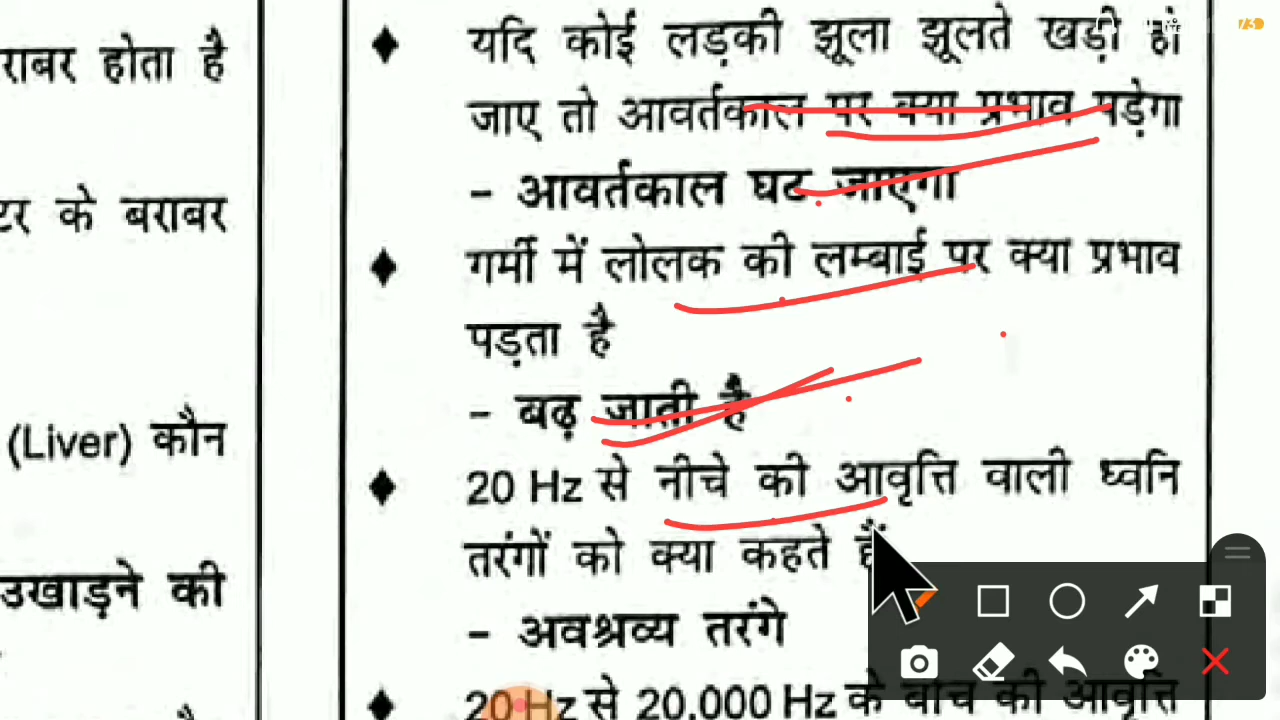 राबर होता है
टर के बराबर
(Liver) कौन
उखाड़ने की
यदि कोई लड़की झूला झूलते खड़ी हो
जाए तो आवर्तकाल पर क्या प्रभाव पड़ेगा
- आवर्तकाल घट जाएगा
गर्मी में लोलक की लम्बाई पर क्या प्रभाव
पड़ता है
- बढ़ जाती है
20 Hz से नीचे की आवृत्ति वाली ध्वनि
तरंगों को क्या कहते हैं
- अवश्रव्य तरंगे
20 Hz से 20,000 Hz के बीच की आवृत्ति